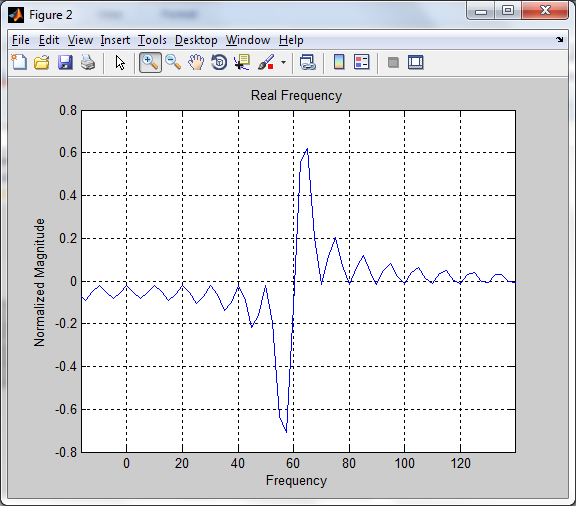 Figure 2
File Edit View Insert Tools Desktop Window Help
Real Frequency
0.8
0.6
0.4
0.2
0
-0.2
-0.4
-0.6
-0.8
Normalized Magnitude
0 20 40 60 80 100 120
Frequency